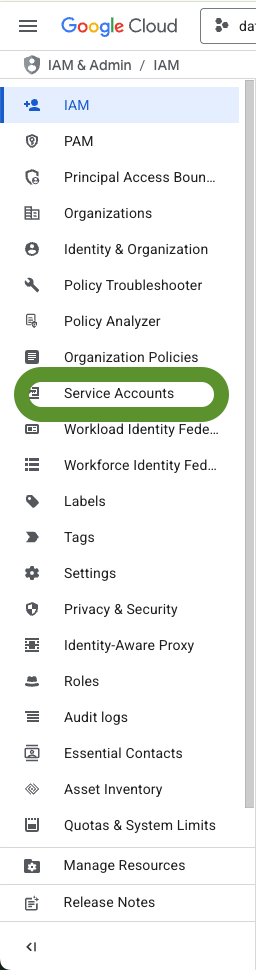 Google Cloud
da
IAM & Admin / IAM
IAM
PAM
Principal Access Boun...
Organizations
Identity & Organization
Policy Troubleshooter
Policy Analyzer
Organization Policies
Service Accounts
Workload Identity Fede...
Workforce Identity Fed...
Labels
Tags
Settings
Privacy & Security
Identity-Aware Proxy
Roles
Audit logs
Essential Contacts
Asset Inventory
Quotas & System Limits
Manage Resources
Release Notes